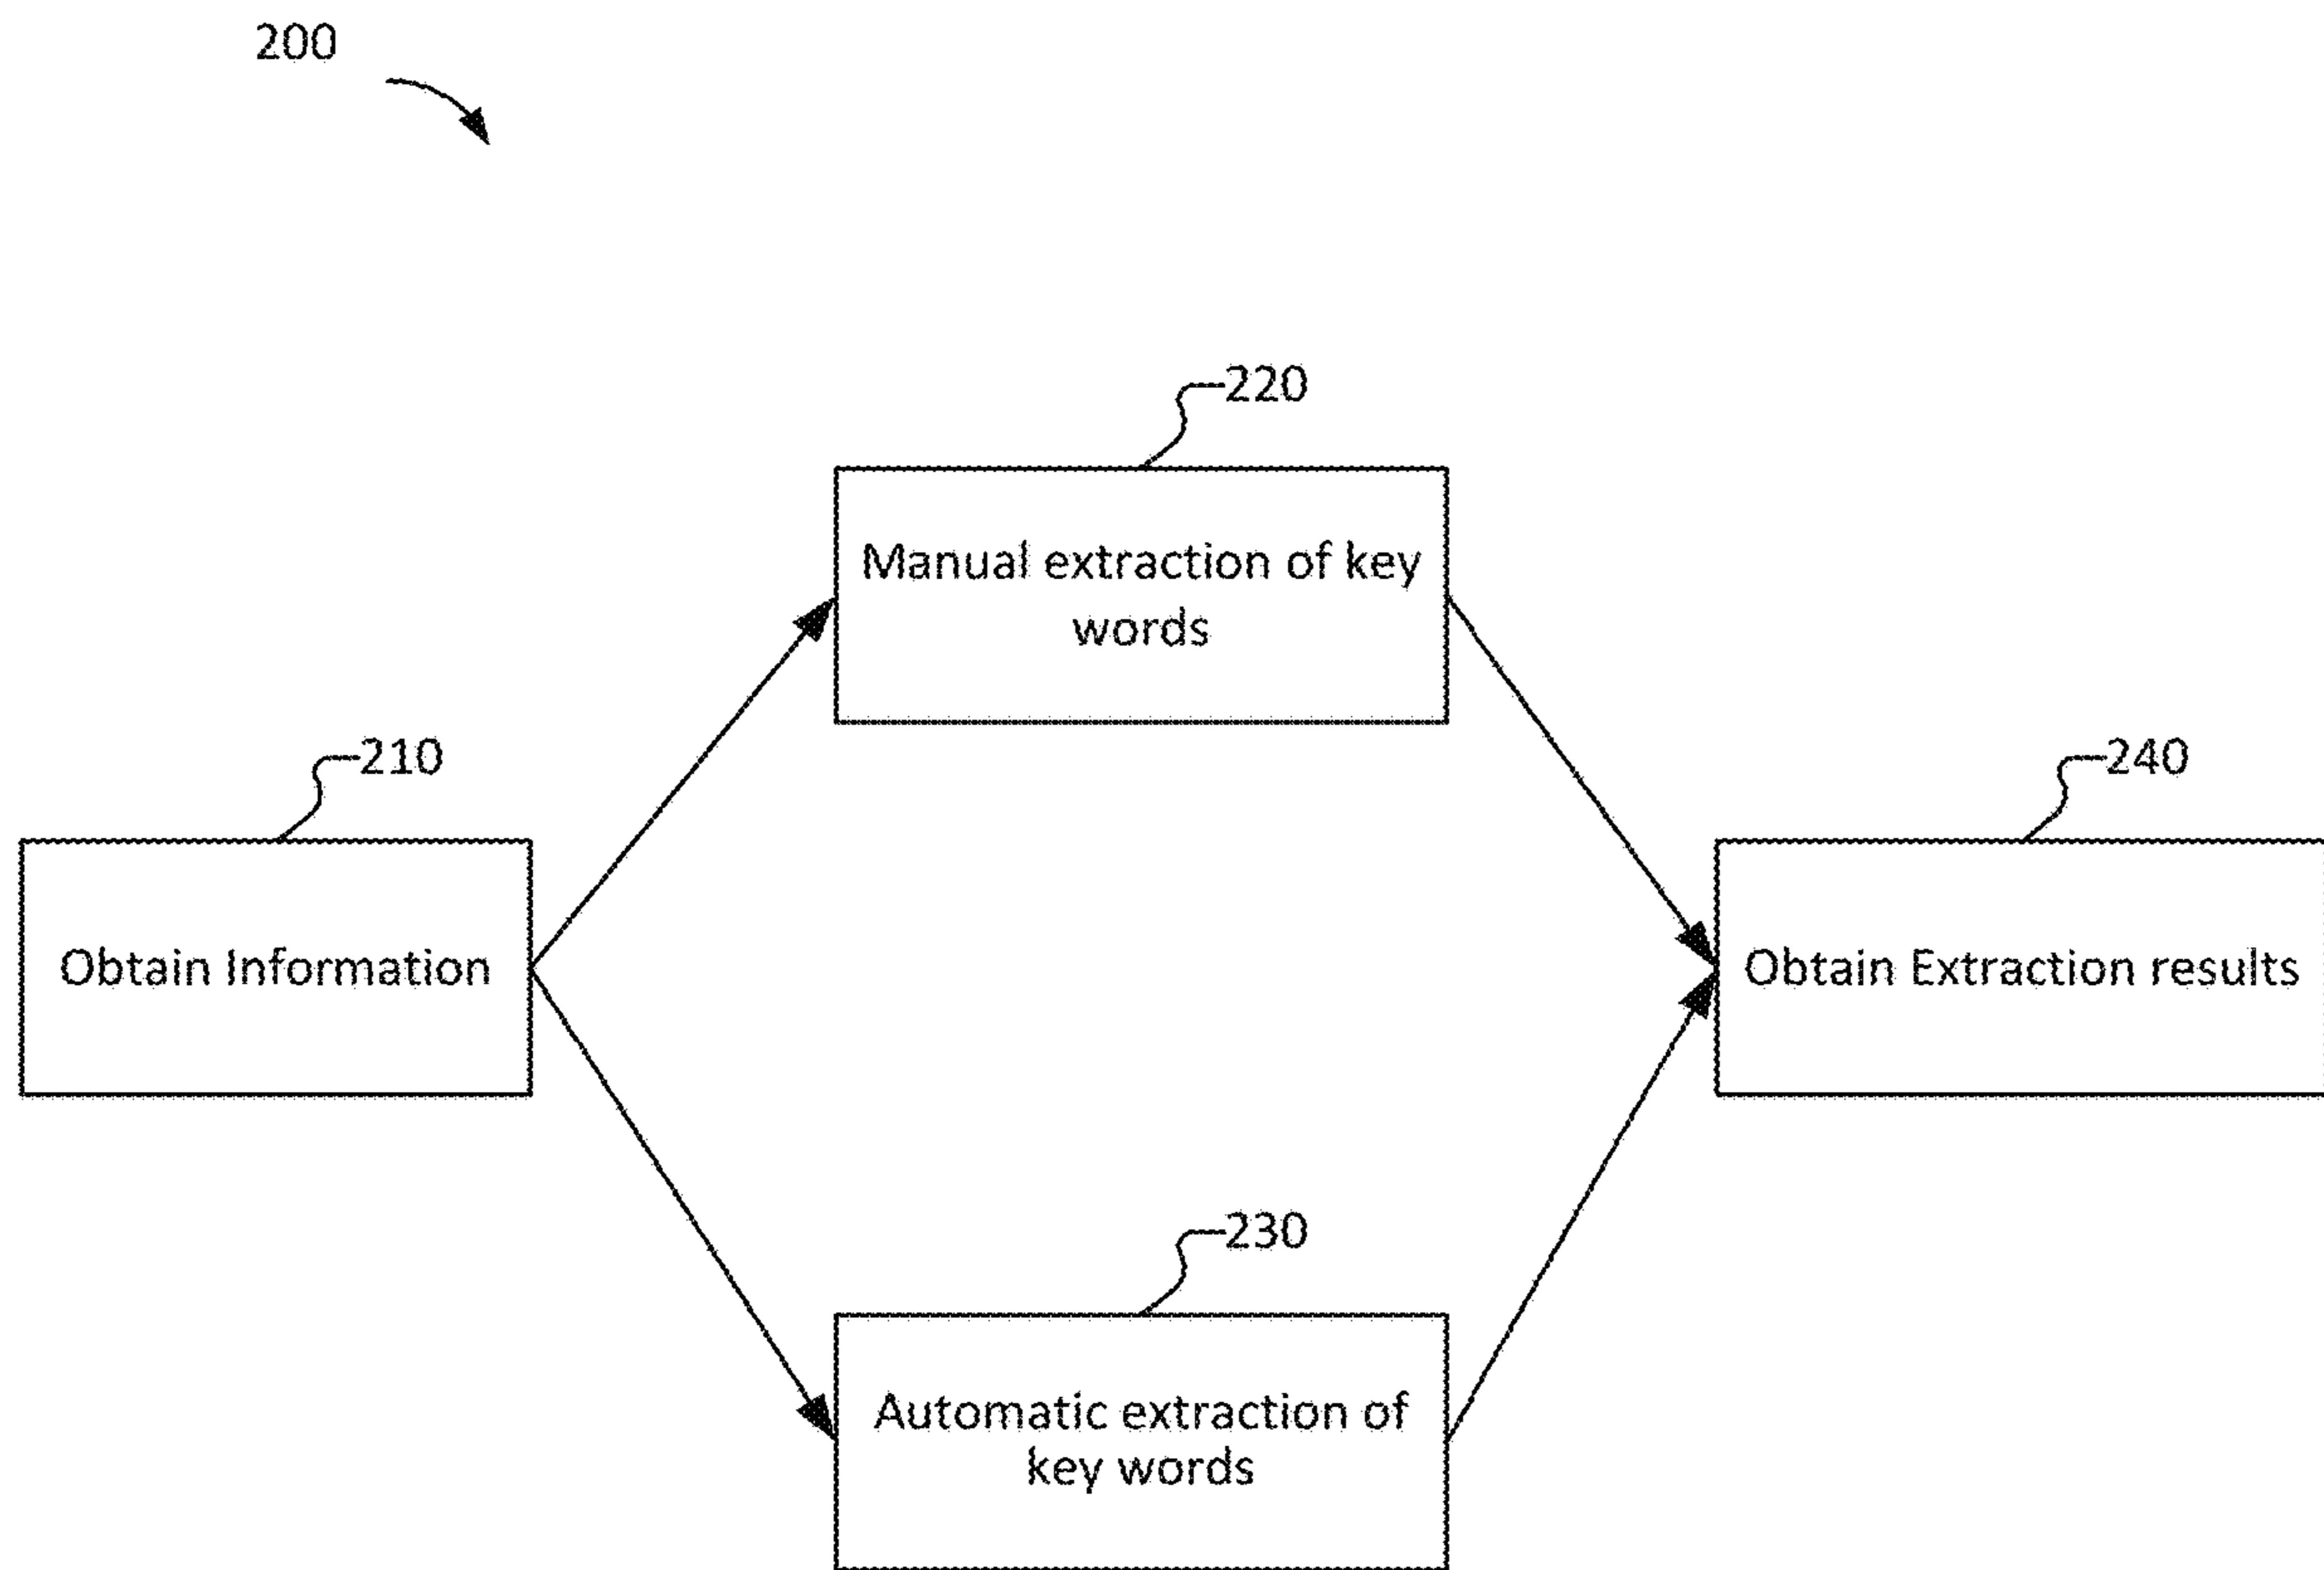 200
220
Manual extraction of key
words
210
Obtain Information
240
Obtain Extraction results
230
Automatic extraction of
key words